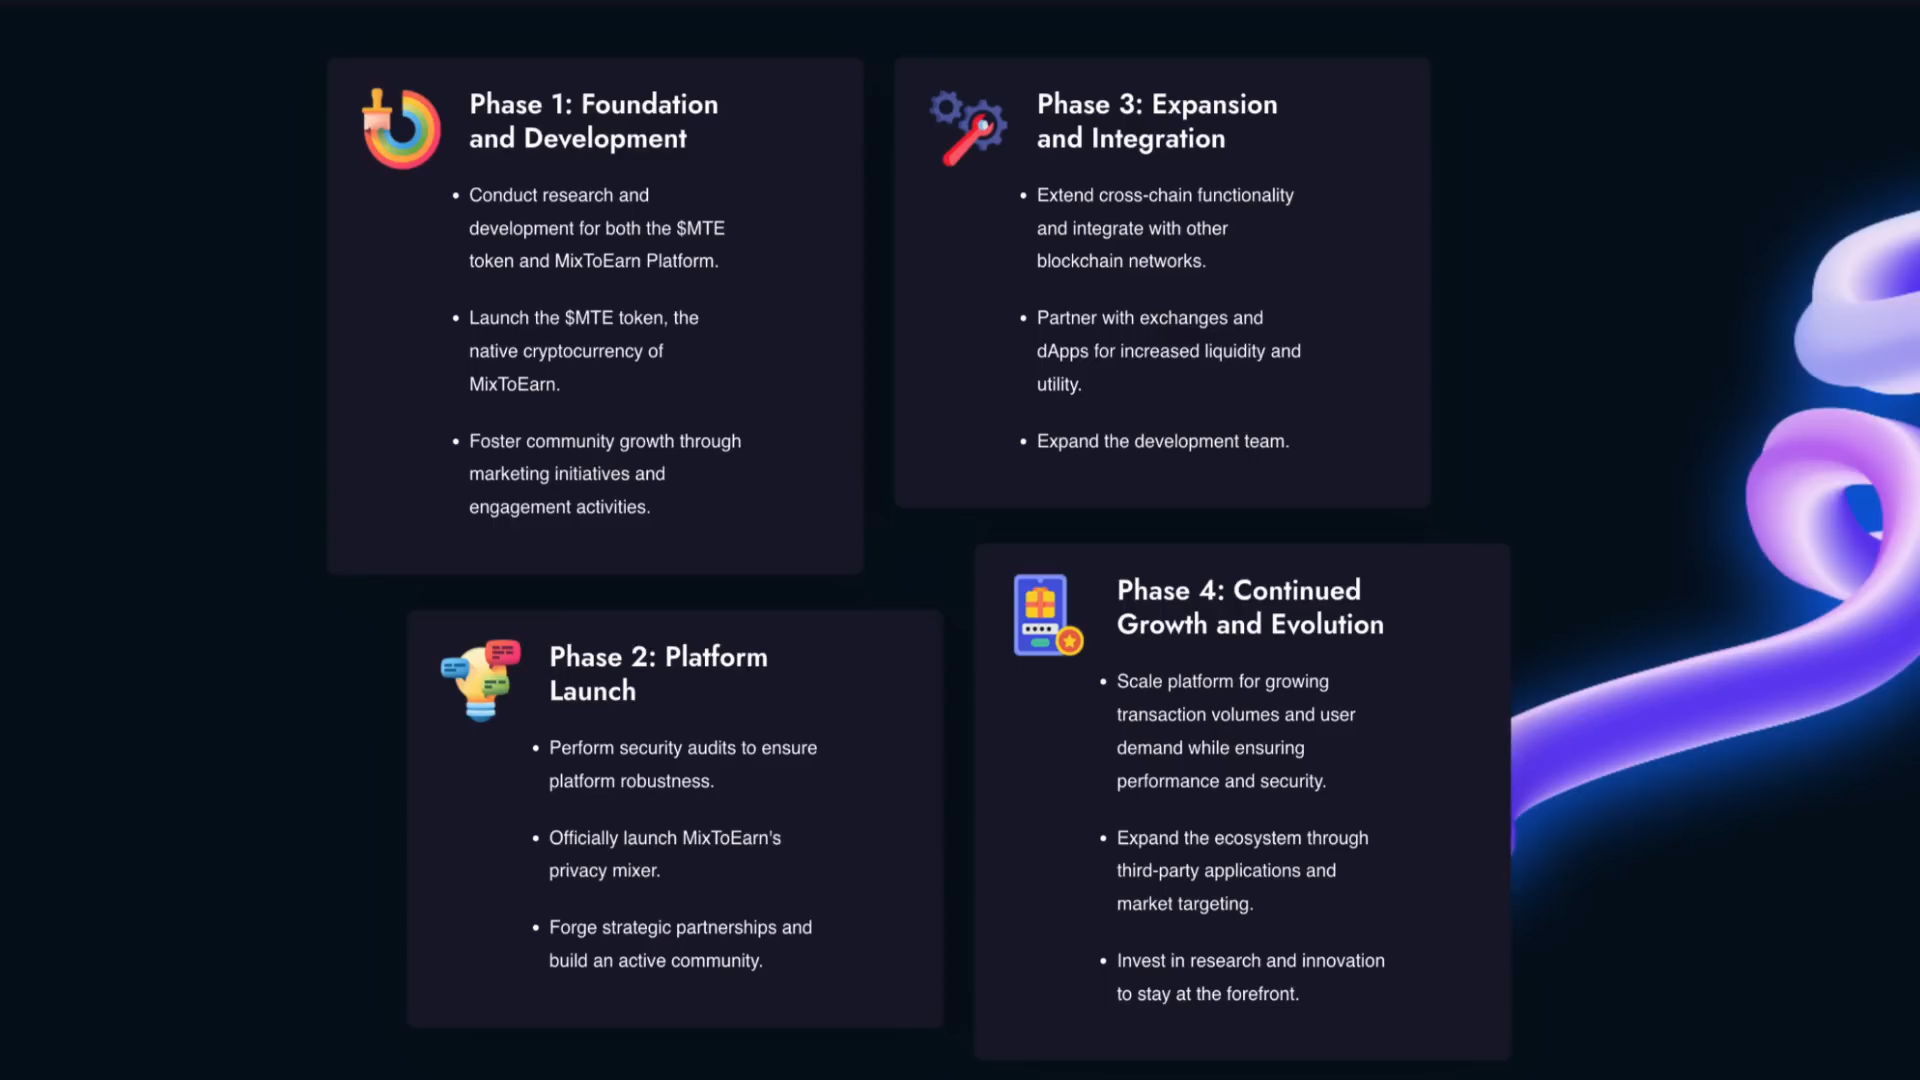 Phase 1: Foundation
and Development
• Conduct research and
development for both the $MTE
token and MixToEarn Platform.
• Launch the $MTE token, the
native cryptocurrency of
MixToEarn.
• Foster community growth through
marketing initiatives and
engagement activities.
Phase 2: Platform
Launch
• Perform security audits to ensure
platform robustness.
• Officially launch MixToEarn's
privacy mixer.
• Forge strategic partnerships and
build an active community.
Phase 3: Expansion
and Integration
• Extend cross-chain functionality
and integrate with other
blockchain networks.
• Partner with exchanges and
dApps for increased liquidity and
utility.
• Expand the development team.
Phase 4: Continued
Growth and Evolution
• Scale platform for growing
transaction volumes and user
demand while ensuring
performance and security.
• Expand the ecosystem through
third-party applications and
market targeting.
• Invest in research and innovation
to stay at the forefront.